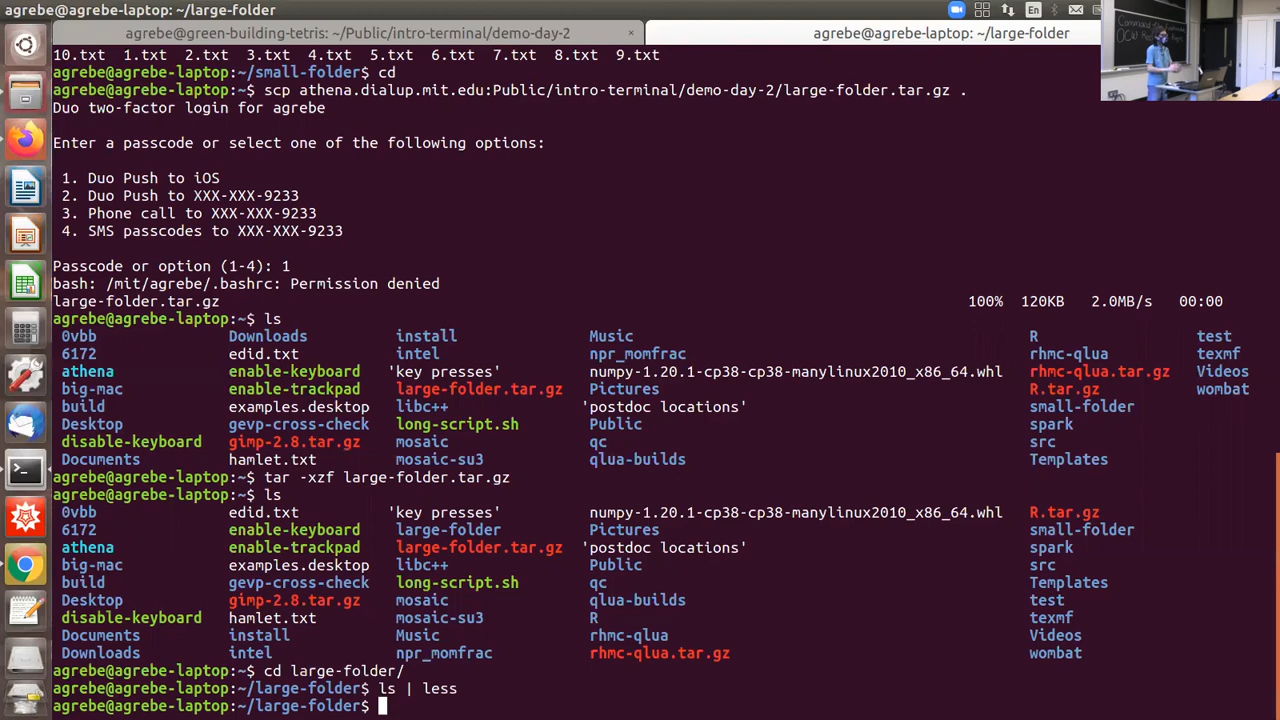 agrebe@agrebe-laptop: ~/large-folder
En
agrebe@green-building-tetris: ~/Public/intro-terminal/demo-day-2 ×
agrebe@agrebe-laptop: ~/large-folder
Command
OCW
10.txt 1.txt 2.txt 3.txt 4.txt 5.txt 6.txt 7.txt 8.txt 9.txt
agrebe@agrebe-laptop:~/small-folder$ cd
agrebe@agrebe-laptop:~$ scp athena.dialup.mit.edu:Public/intro-terminal/demo-day-2/large-folder.tar.gz .
Duo two-factor login for agrebe
Enter a passcode or select one of the following options:
1. Duo Push to iOS
2. Duo Push to XXX-XXX-9233
3. Phone call to XXX-XXX-9233
4. SMS passcodes to XXX-XXX-9233
Passcode or option (1-4): 1
bash: /mit/agrebe/.bashrc: Permission denied
large-folder.tar.gz 100% 120KB 2.0MB/s 00:00
agrebe@agrebe-laptop:~$ ls
0vbb Downloads install Music R test
6172 edid.txt intel npr_momfrac rhmc-qlua texmf
athena enable-keyboard 'key presses' numpy-1.20.1-cp38-cp38-manylinux2010_x86_64.whl rhmc-qlua.tar.gz Videos
big-mac enable-trackpad large-folder.tar.gz Pictures R.tar.gz wombat
build examples.desktop libc++ 'postdoc locations' small-folder
Desktop gevp-cross-check long-script.sh Public spark
disable-keyboard gimp-2.8.tar.gz mosaic qc src
Documents hamlet.txt mosaic-su3 qlua-builds Templates
agrebe@agrebe-laptop:~$ tar -xzf large-folder.tar.gz
agrebe@agrebe-laptop:~$ ls
0vbb edid.txt 'key presses' numpy-1.20.1-cp38-cp38-manylinux2010_x86_64.whl R.tar.gz
6172 enable-keyboard large-folder Pictures small-folder
athena enable-trackpad large-folder.tar.gz 'postdoc locations' spark
big-mac examples.desktop libc++ Public src
build gevp-cross-check long-script.sh qc Templates
Desktop gimp-2.8.tar.gz mosaic qlua-builds test
disable-keyboard hamlet.txt mosaic-su3 R texmf
Documents install Music rhmc-qlua Videos
Downloads intel npr_momfrac rhmc-qlua.tar.gz wombat
agrebe@agrebe-laptop:~$ cd large-folder/
agrebe@agrebe-laptop:~/large-folder$ ls | less
agrebe@agrebe-laptop:~/large-folder$